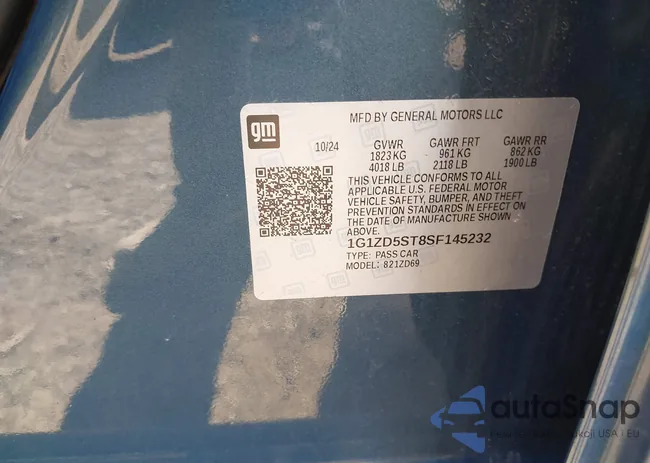 gm
MFD BY GENERAL MOTORS LLC
10/24 GVWR GAWR FRT GAWR RR
1823 KG - 961 KG - 862 KG
4018 LB 2118 LB 1900 LB
THIS VEHICLE CONFORMS TO ALL
APPLICABLE U.S. FEDERAL MOTOR
VEHICLE SAFETY, BUMPER, AND THEFT
PREVENTION STANDARDS IN EFFECT ON
THE DATE OF MANUFACTURE SHOWN
ABOVE.
1G1ZD5ST8SF145232
TYPE: PASS CAR
MODEL: 821ZD69
autoSnap
USA i EU